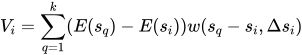 $V_i = \sum_{q=1}^{k} (E(s_q) - E(s_i)) w(s_q - s_i, \Delta s_i)$